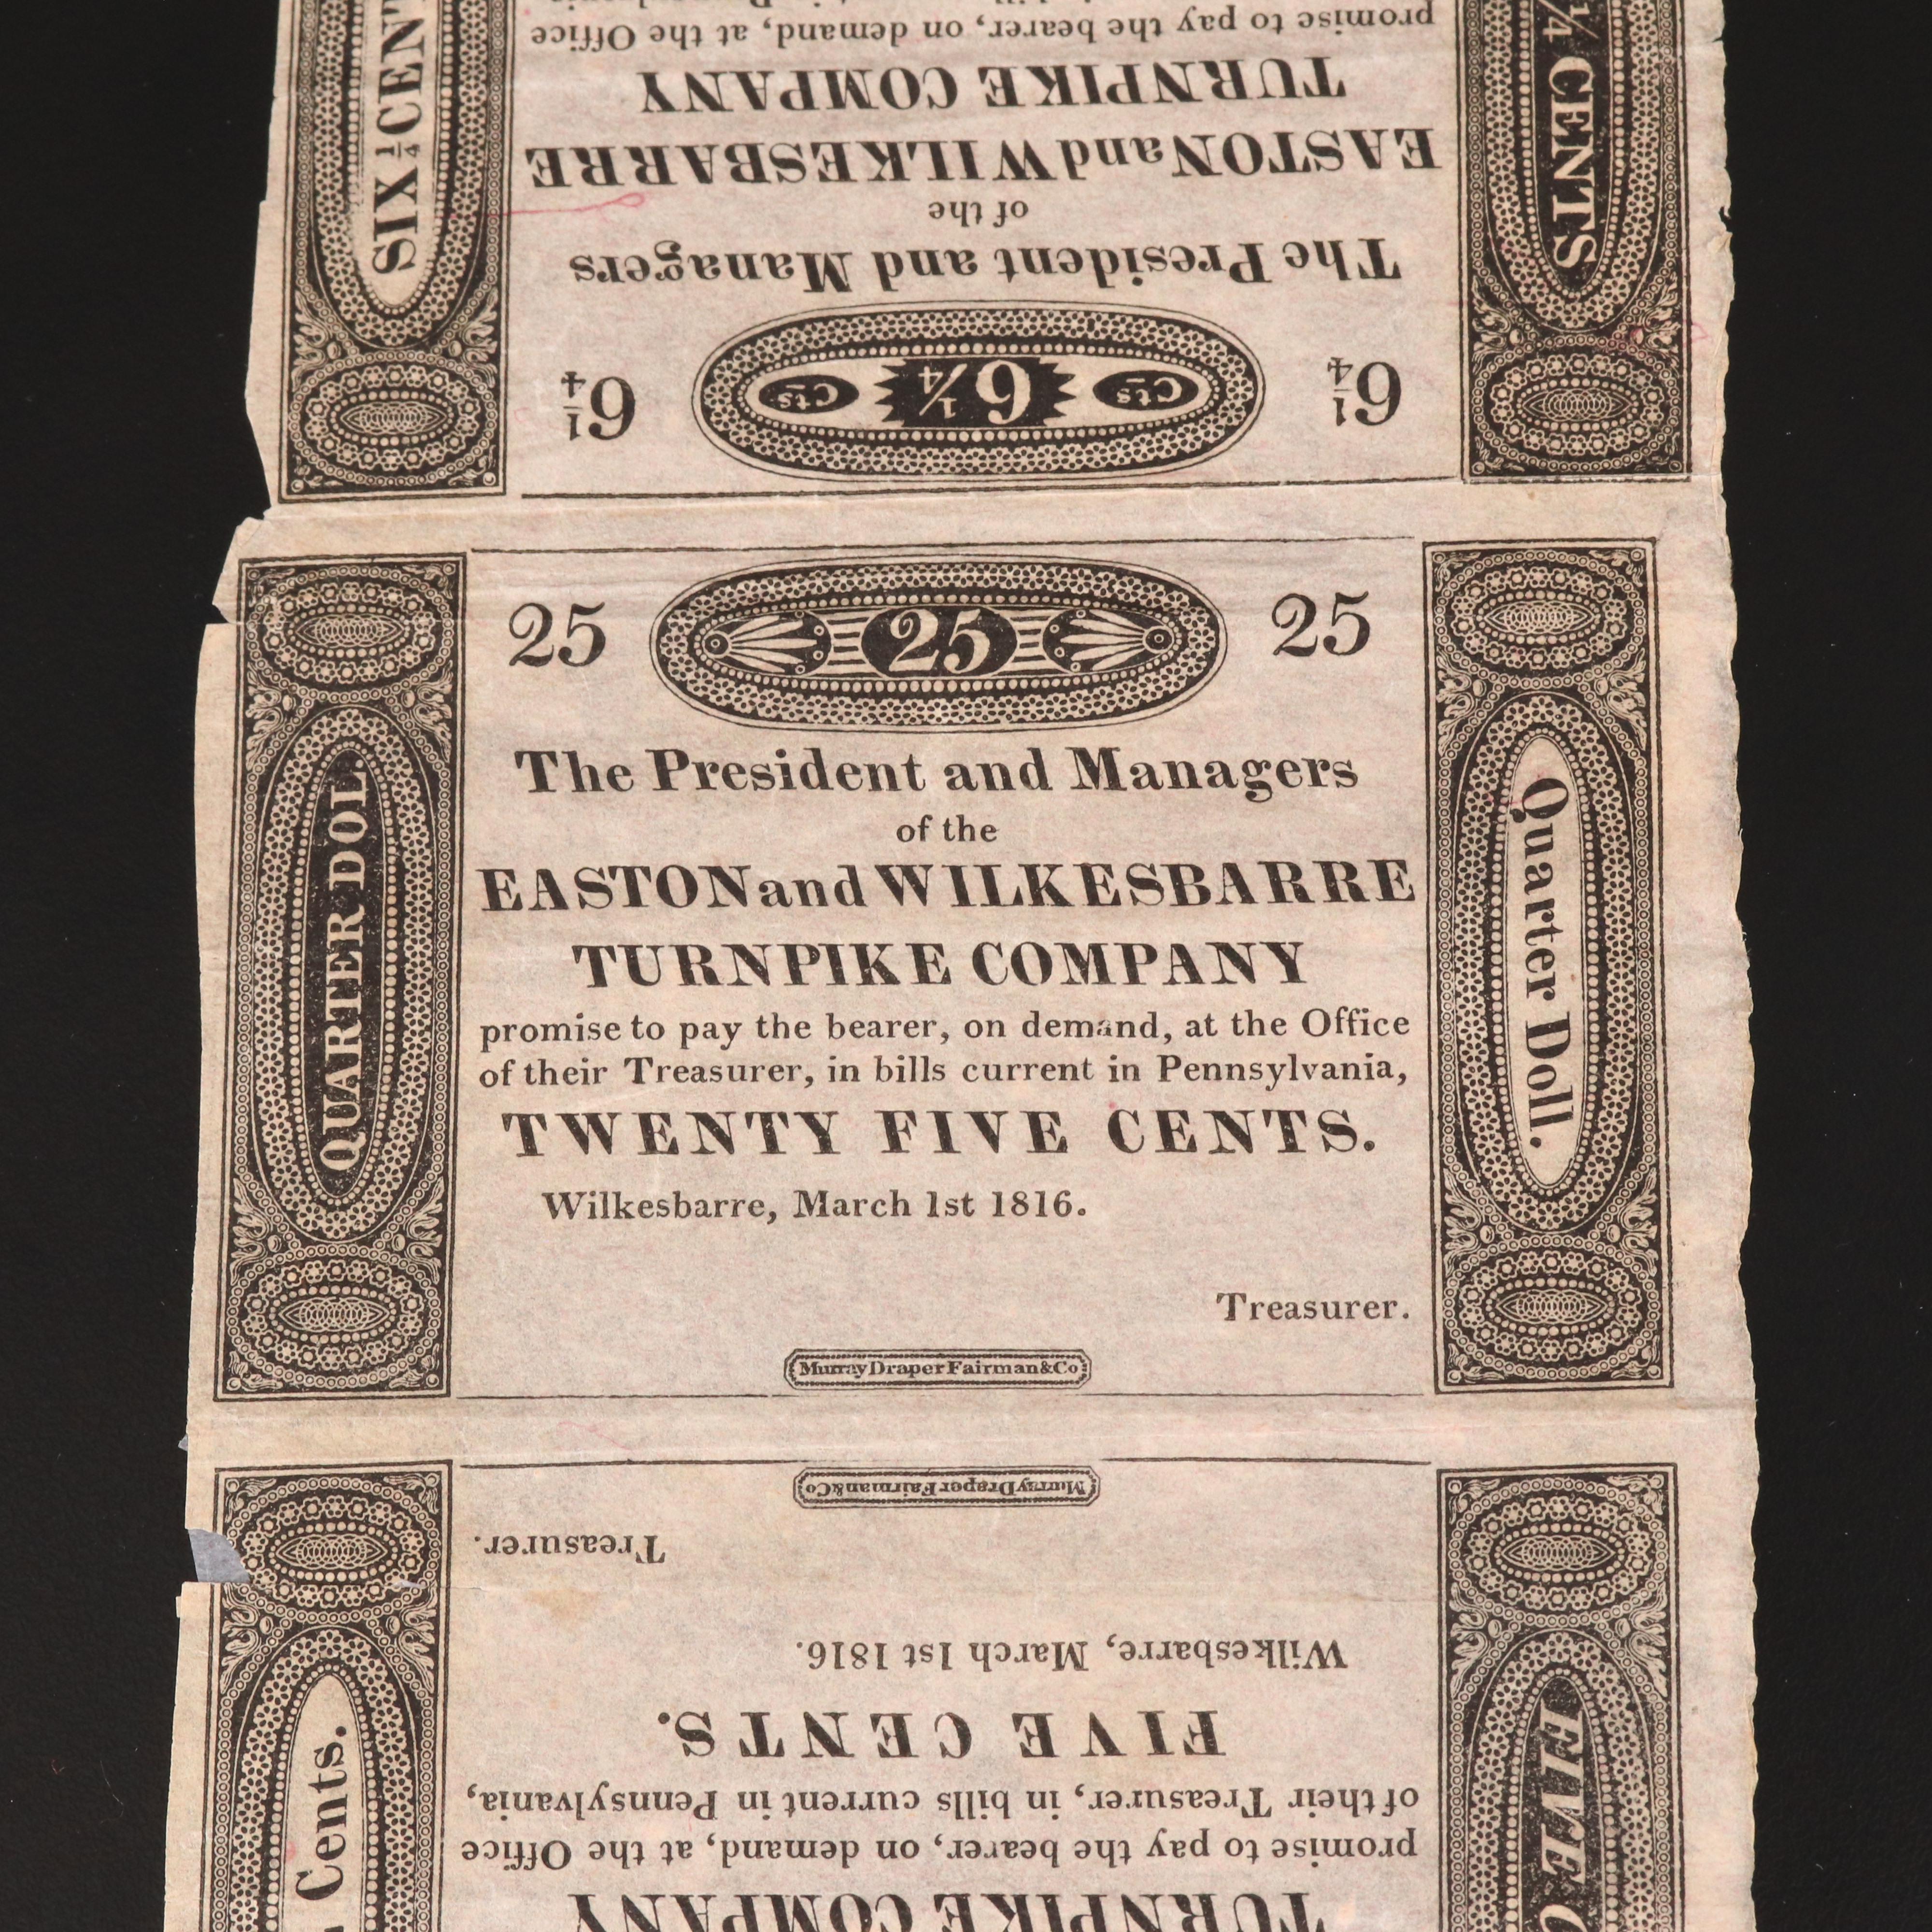 promise to pay the bearer, on demand, at the Office
TURNPIKE COMPANY
EASTON and WILKESBARRE
of the
The President and Managers
6¼ Cts 6¼ Cts 6¼
SIX ¼ CENT
¼ CENTS
25 25 25
The President and Managers
of the
EASTON and WILKESBARRE
TURNPIKE COMPANY
promise to pay the bearer, on demand, at the Office
of their Treasurer, in bills current in Pennsylvania,
TWENTY FIVE CENTS.
Wilkesbarre, March 1st 1816.
Treasurer.
Murray Draper Fairman&Co
QUARTER DOL.
Quarter Doll.
Murray Draper Fairman&Co
Treasurer.
Wilkesbarre, March 1st 1816.
FIVE CENTS.
of their Treasurer, in bills current in Pennsylvania,
promise to pay the bearer, on demand, at the Office
TURNPIKE COMPANY
Cents.
FIVE C